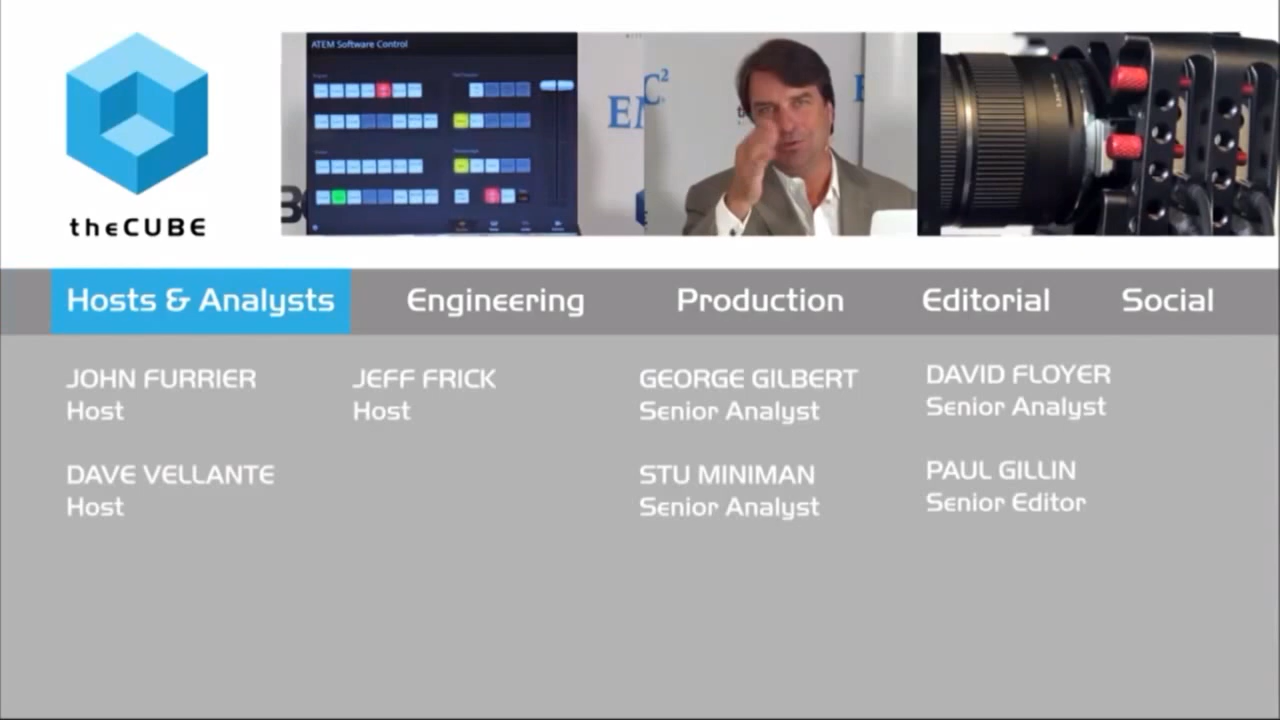 theCUBE
ATEM Software Control
EMC²
Hosts & Analysts
Engineering
Production
Editorial
Social
JOHN FURRIER
Host
JEFF FRICK
Host
GEORGE GILBERT
Senior Analyst
DAVID FLOYER
Senior Analyst
DAVE VELLANTE
Host
STU MINIMAN
Senior Analyst
PAUL GILLIN
Senior Editor